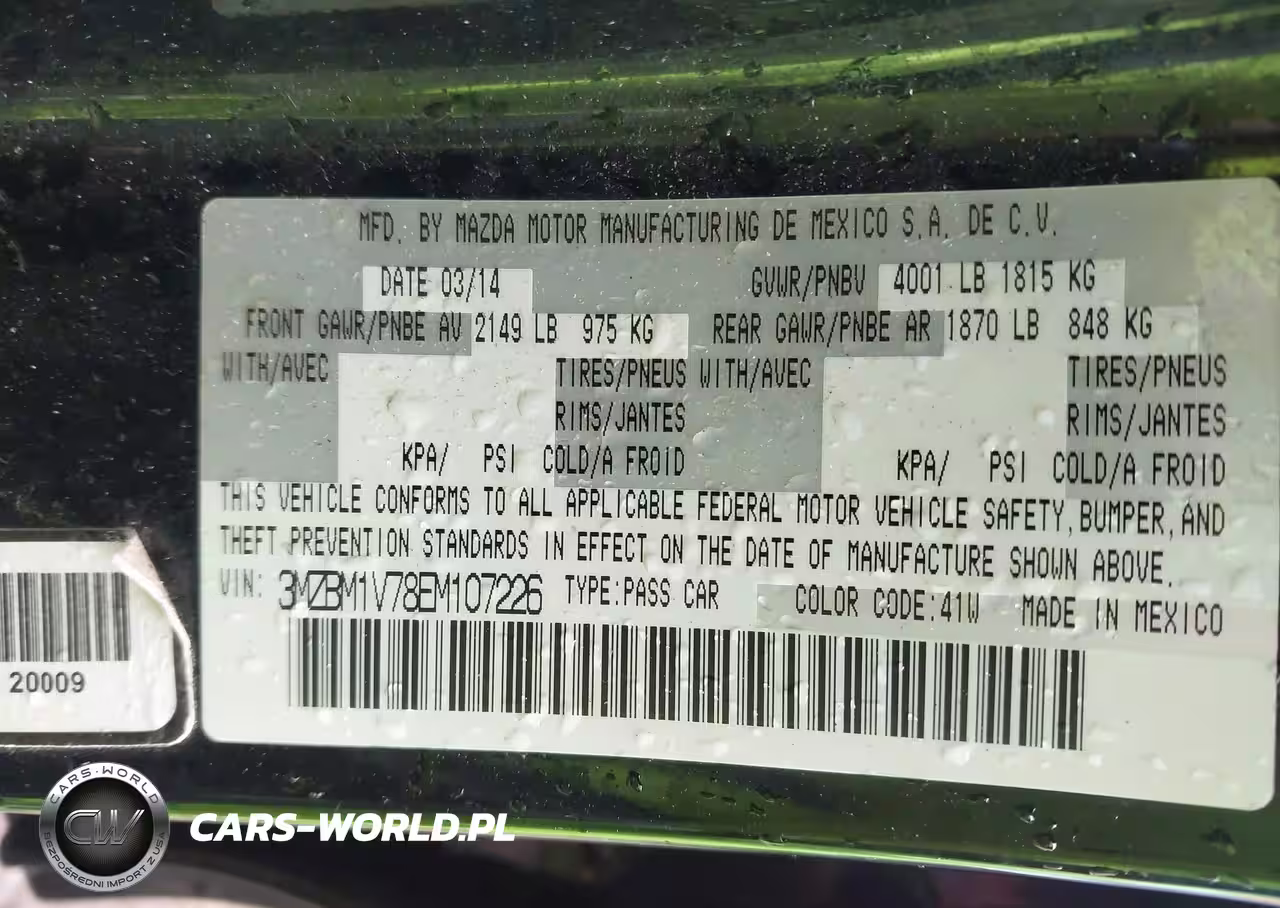 MFD. BY MAZDA MOTOR MANUFACTURING DE MEXICO S.A. DE C.V.
DATE 03/14 GVWR/PNBV 4001 LB 1815 KG
FRONT GAWR/PNBE AV 2149 LB 975 KG REAR GAWR/PNBE AR 1870 LB 848 KG
WITH/AVEC TIRES/PNEUS WITH/AVEC TIRES/PNEUS
RIMS/JANTES RIMS/JANTES
KPA/ PSI COLD/A FROID KPA/ PSI COLD/A FROID
THIS VEHICLE CONFORMS TO ALL APPLICABLE FEDERAL MOTOR VEHICLE SAFETY, BUMPER, AND
THEFT PREVENTION STANDARDS IN EFFECT ON THE DATE OF MANUFACTURE SHOWN ABOVE.
VIN: 3MZBM1V78EM107226 TYPE:PASS CAR COLOR CODE:41W MADE IN MEXICO
20009
CARS-WORLD
CW
BEZPOŚREDNI IMPORT Z USA
CARS-WORLD.PL